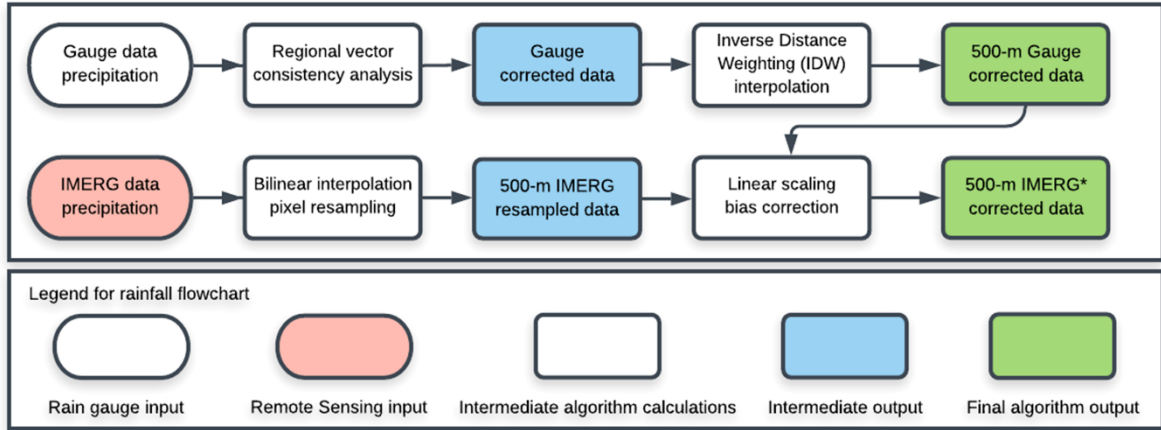 Gauge data
precipitation
Regional vector
consistency analysis
Gauge
corrected data
Inverse Distance
Weighting (IDW)
interpolation
500-m Gauge
corrected data
IMERG data
precipitation
Bilinear interpolation
pixel resampling
500-m IMERG
resampled data
Linear scaling
bias correction
500-m IMERG*
corrected data
Legend for rainfall flowchart
Rain gauge input
Remote Sensing input
Intermediate algorithm calculations
Intermediate output
Final algorithm output